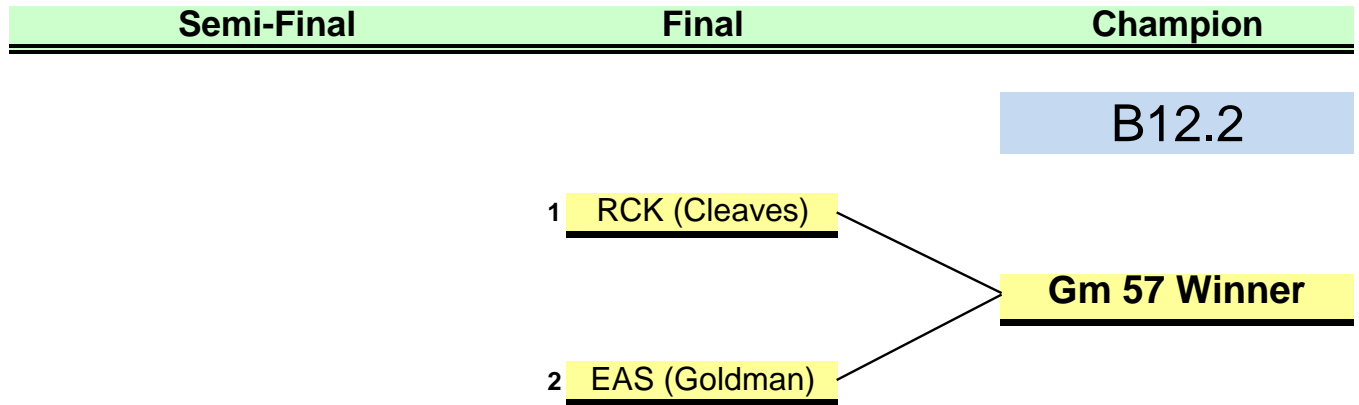 Semi-Final Final Champion
B12.2
1 RCK (Cleaves)
Gm 57 Winner
2 EAS (Goldman)